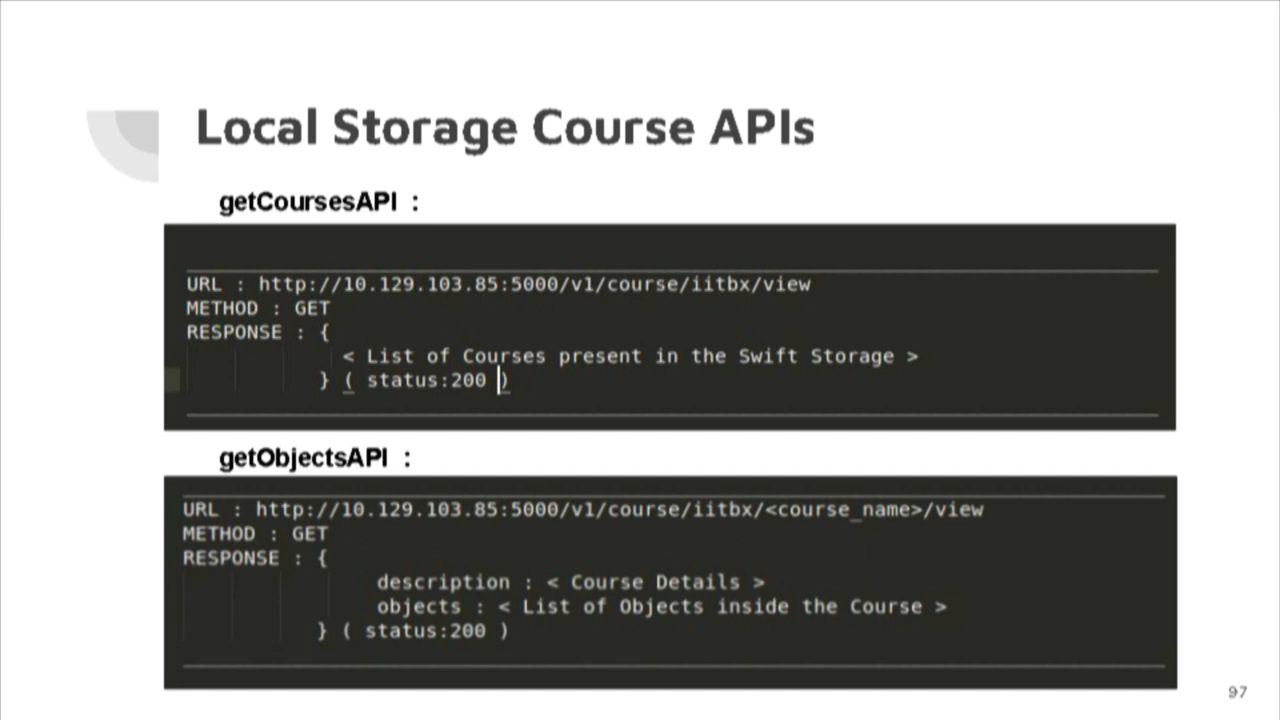 Local Storage Course APIs
getCoursesAPI :
URL : http://10.129.103.85:5000/v1/course/iitbx/view
METHOD : GET
RESPONSE : {
< List of Courses present in the Swift Storage >
} ( status:200 )
getObjectsAPI :
URL : http://10.129.103.85:5000/v1/course/iitbx/<course_name>/view
METHOD : GET
RESPONSE : {
description : < Course Details >
objects : < List of Objects inside the Course >
} ( status:200 )
97